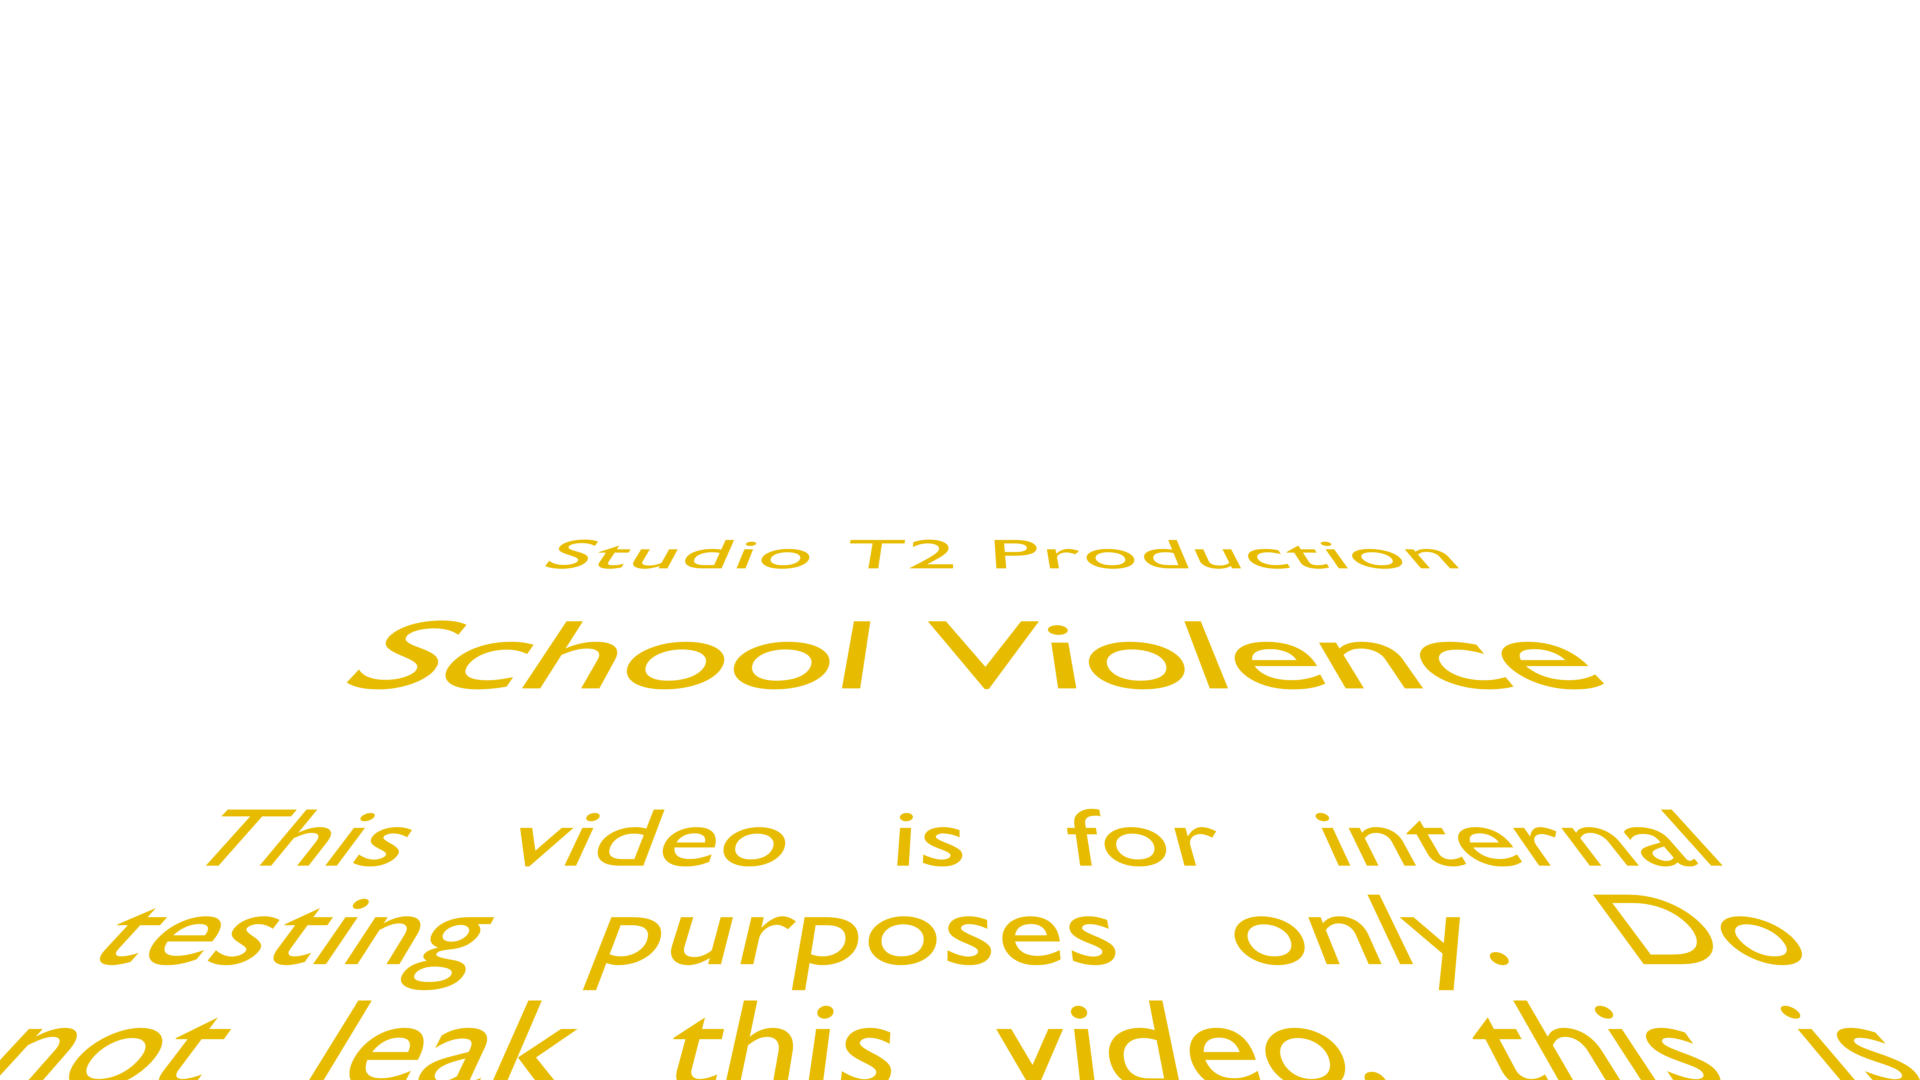 Studio T2 Production
School Violence
This video is for internal
testing purposes only. Do
not leak this video, this is